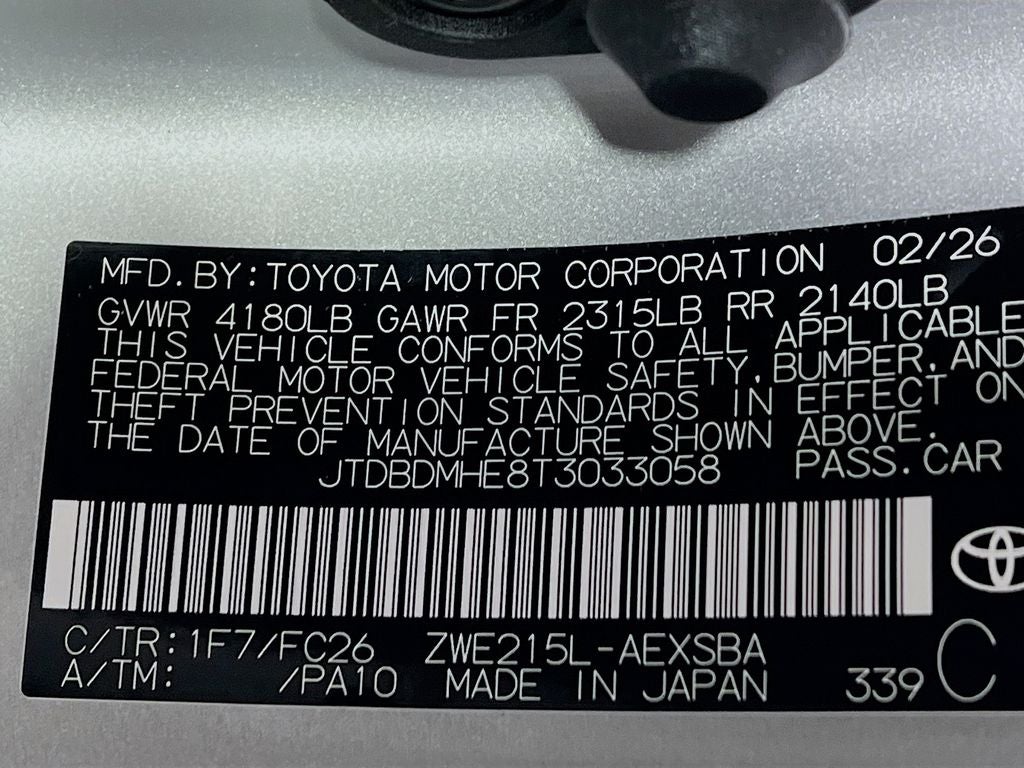 MFD. BY: TOYOTA MOTOR CORPORATION 02/26
GVWR 4180LB GAWR FR 2315LB RR 2140LB
THIS VEHICLE CONFORMS TO ALL APPLICABLE
FEDERAL MOTOR VEHICLE SAFETY, BUMPER, AND
THEFT PREVENTION STANDARDS IN EFFECT ON
THE DATE OF MANUFACTURE SHOWN ABOVE.
JTDBDMHE8T3033058 PASS. CAR
C/TR: 1F7/FC26 ZWE215L-AEXSBA
A/TM: /PA10 MADE IN JAPAN 339 C